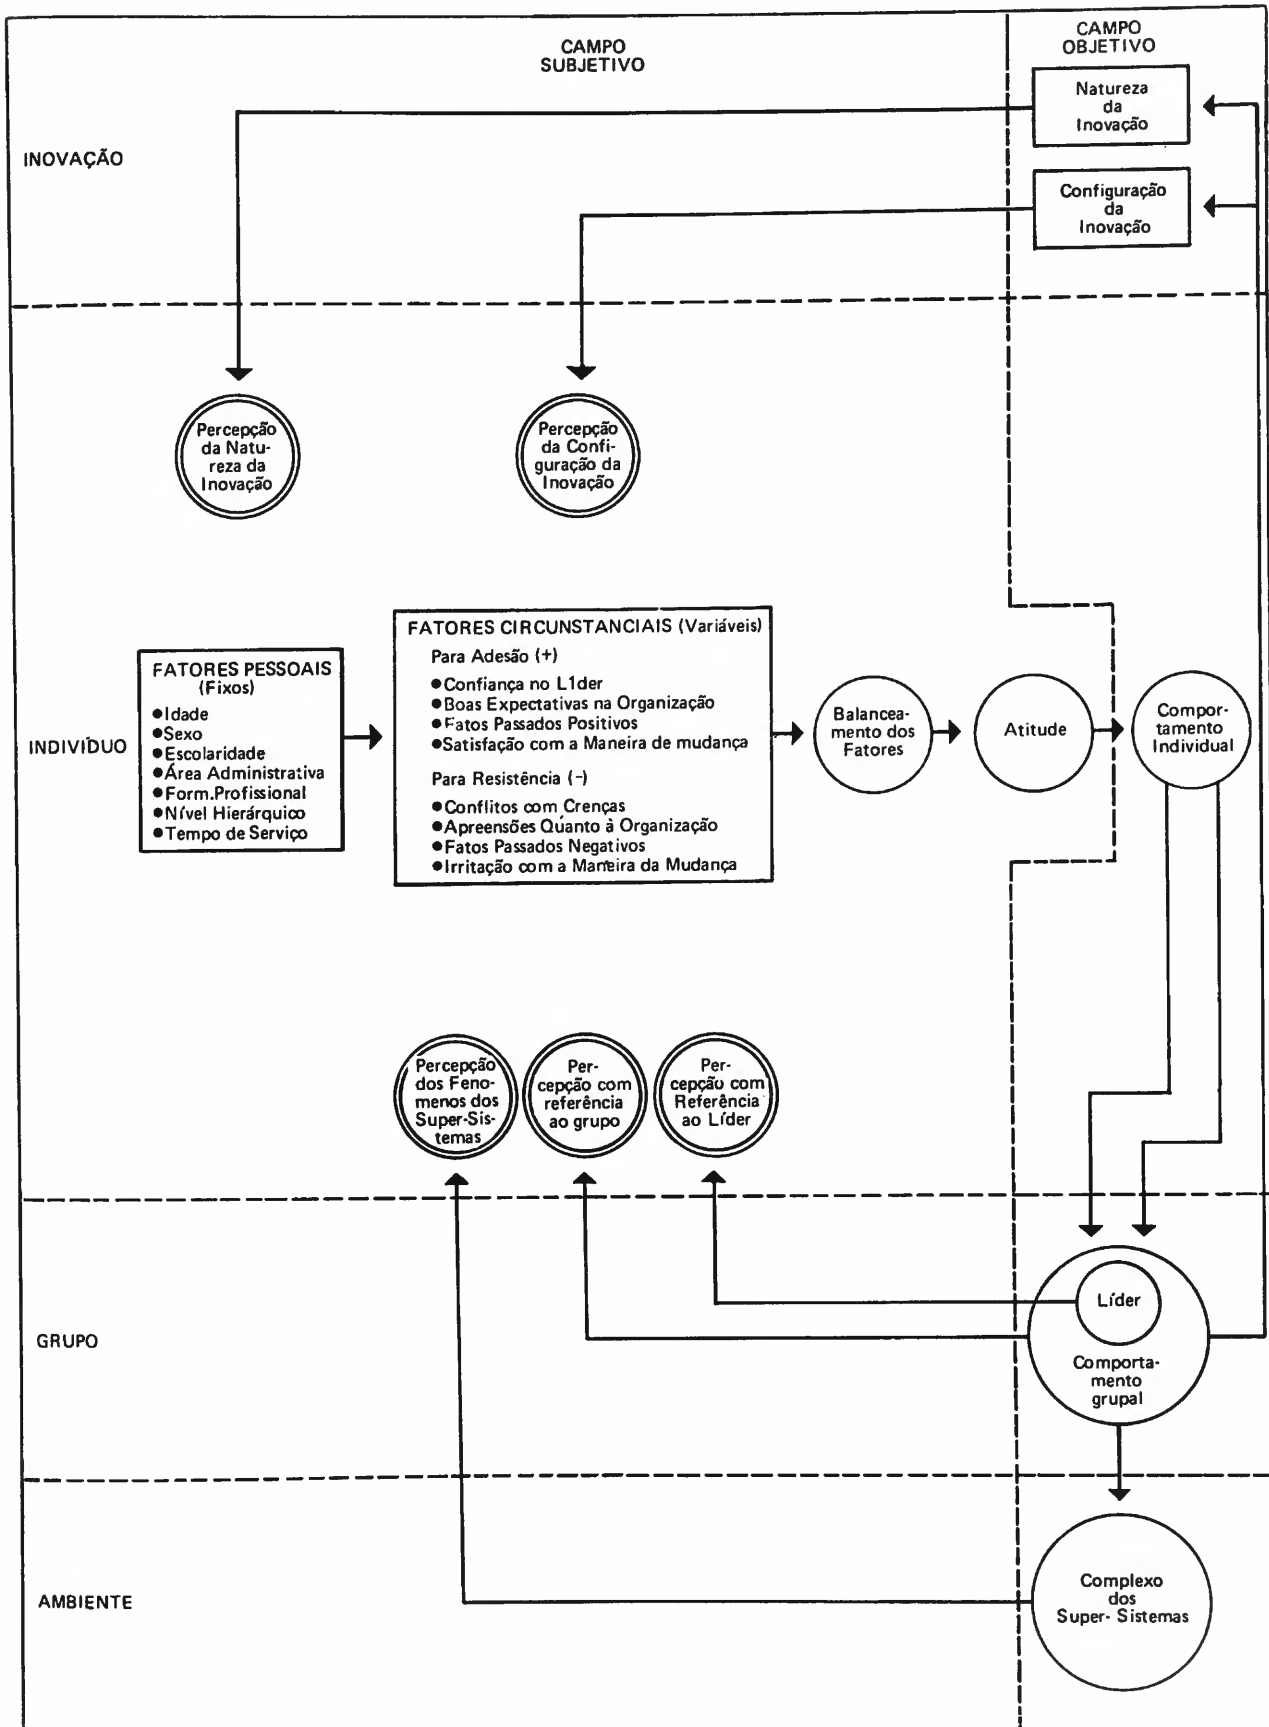 CAMPO
SUBJETIVO
CAMPO
OBJETIVO
INOVAÇÃO
Natureza
da
Inovação
Configuração
da
Inovação
Percepção
da Natu-
reza da
Inovação
Percepção
da Confi-
guração da
Inovação
INDIVÍDUO
FATORES PESSOAIS
(Fixos)
●Idade
●Sexo
●Escolaridade
●Área Administrativa
●Form.Profissional
●Nível Hierárquico
●Tempo de Serviço
FATORES CIRCUNSTANCIAIS (Variáveis)
Para Adesão (+)
●Confiança no L1der
●Boas Expectativas na Organização
●Fatos Passados Positivos
●Satisfação com a Maneira de mudança
Para Resistência (-)
●Conflitos com Crenças
●Apreensões Quanto à Organização
●Fatos Passados Negativos
●Irritação com a Maneira da Mudança
Balancea-
mento dos
Fatores
Atitude
Compor-
tamento
Individual
Percepção
dos Feno-
menos dos
Super-Sis-
temas
Per-
cepção com
referência
ao grupo
Per-
cepção com
Referência
ao Líder
GRUPO
Líder
Comporta-
mento
grupal
AMBIENTE
Complexo
dos
Super- Sistemas